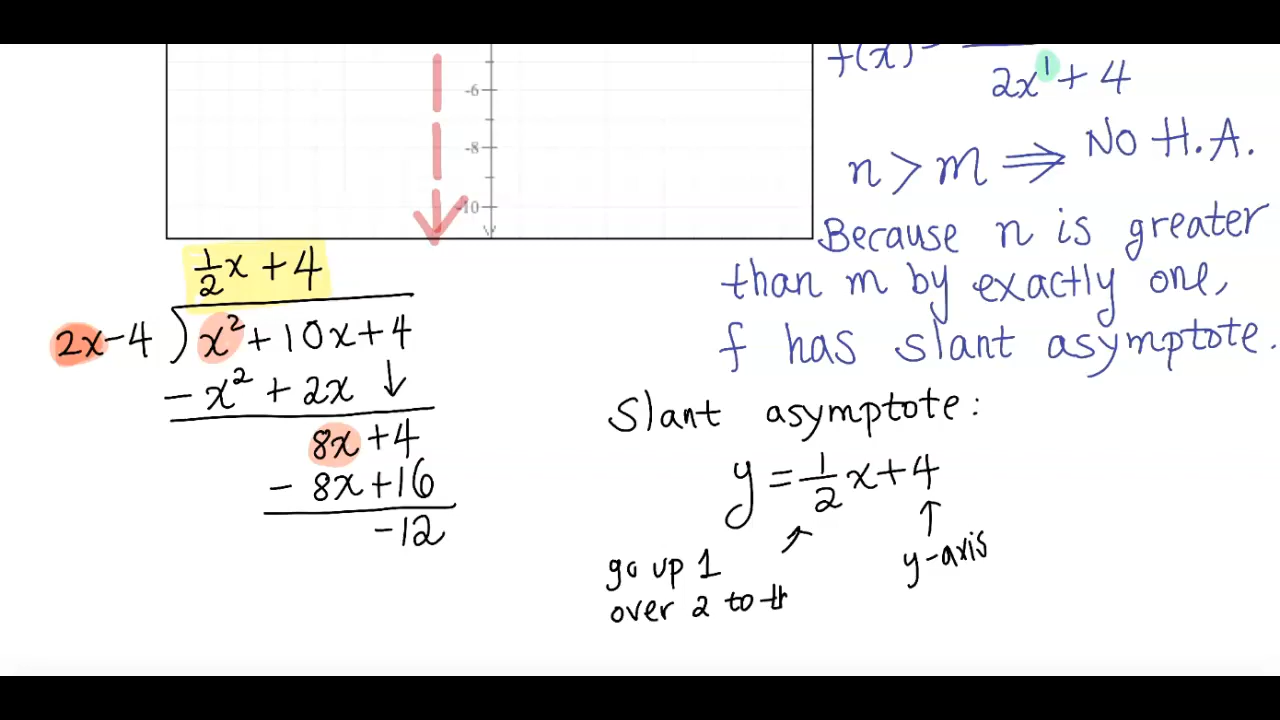 f(x) =
2x¹ + 4
-6
-8
-10
n > m ⇒ No H.A.
Because n is greater
than m by exactly one,
f has slant asymptote.
1/2x + 4
2x-4 ) x² + 10x + 4
- x² + 2x ↓
8x + 4
- 8x + 16
-12
Slant asymptote:
y = 1/2x + 4
y-axis
go up 1
over 2 to th